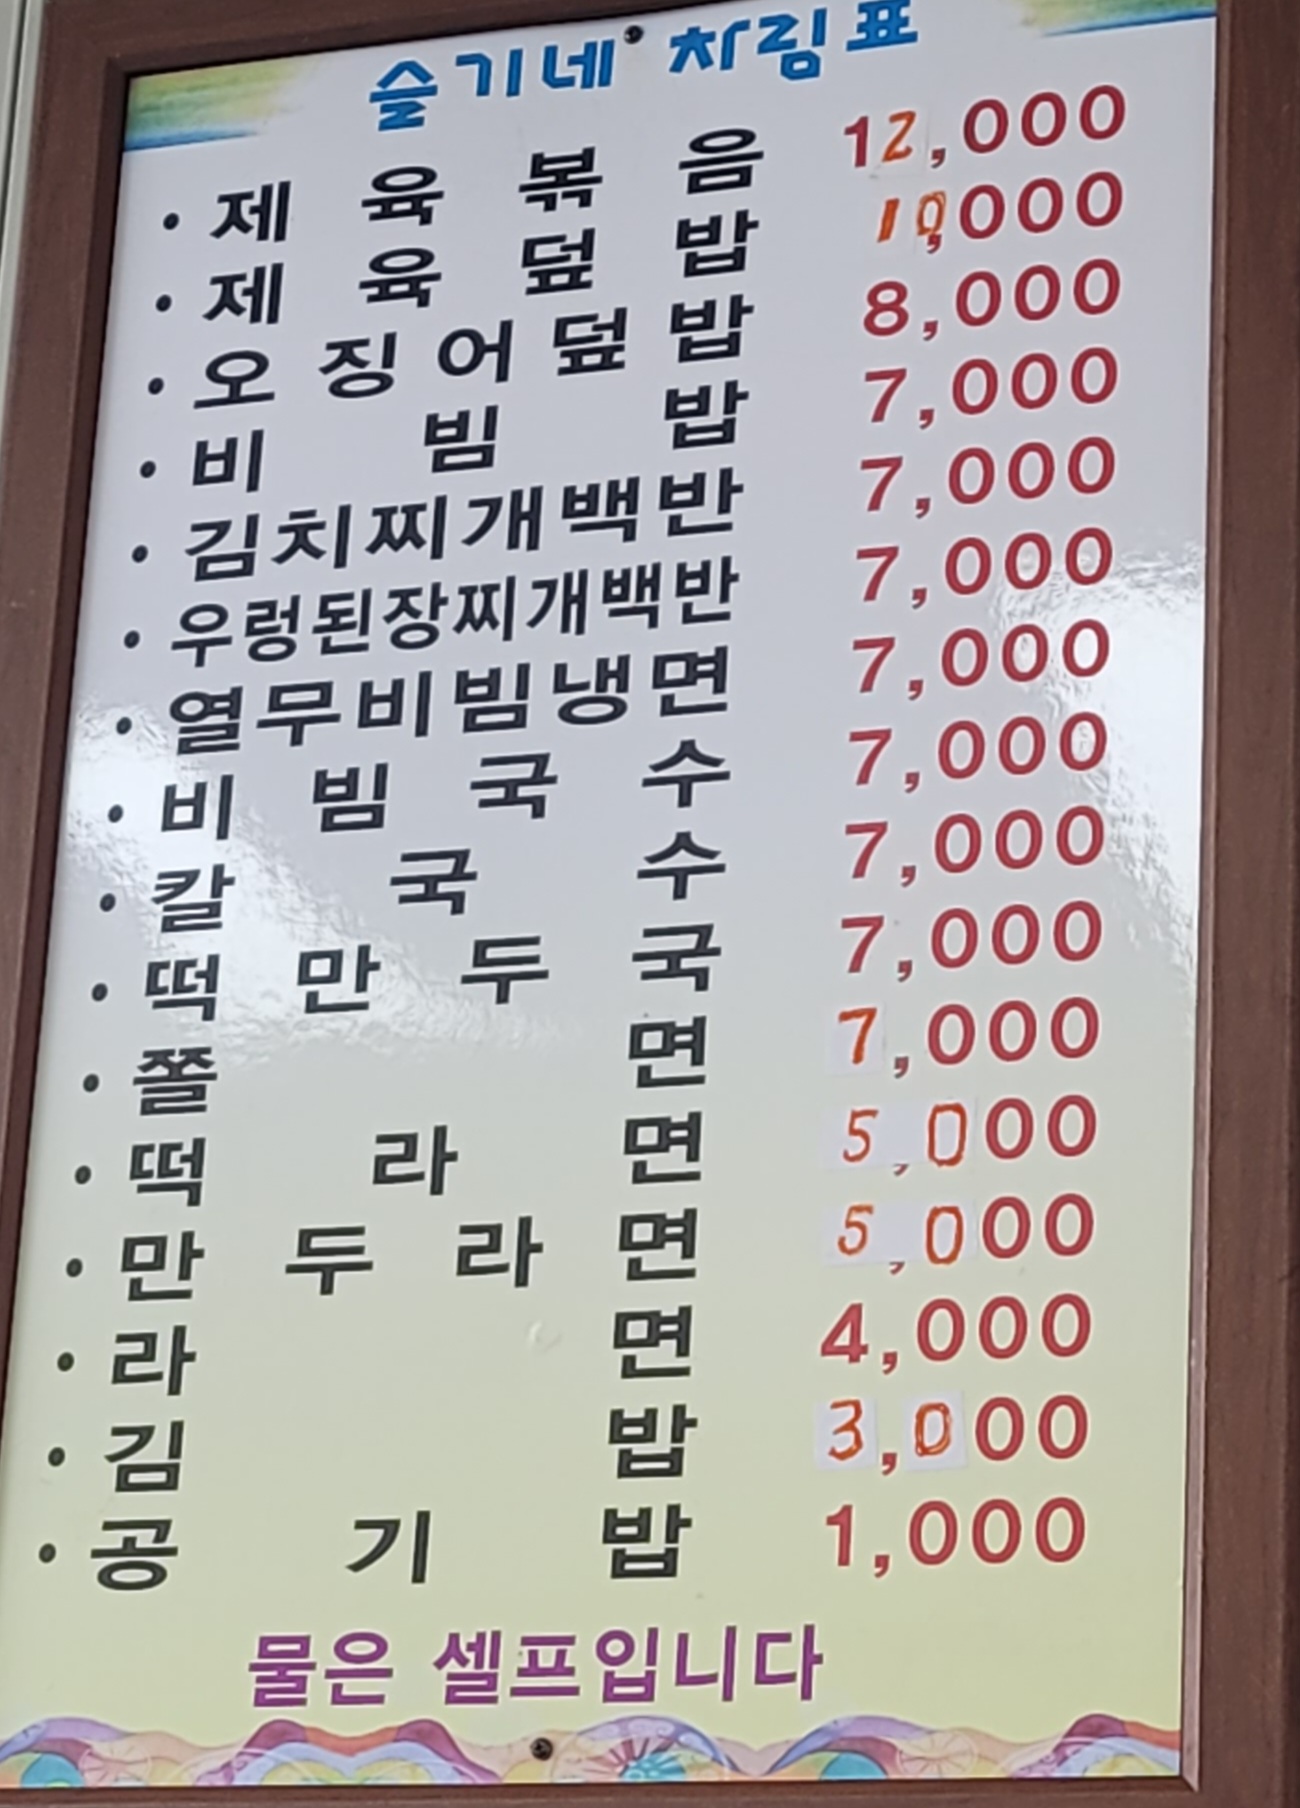 슬기네 차림표
· 제육볶음 12,000
· 제육덮밥 10,000
· 오징어덮밥 8,000
· 비빔밥 7,000
· 김치찌개백반 7,000
· 우렁된장찌개백반 7,000
· 열무비빔냉면 7,000
· 비빔국수 7,000
· 칼국수 7,000
· 떡만두국 7,000
· 쫄면 7,000
· 떡라면 5,000
· 만두라면 5,000
· 라면 4,000
· 김밥 3,000
· 공기밥 1,000
물은 셀프입니다